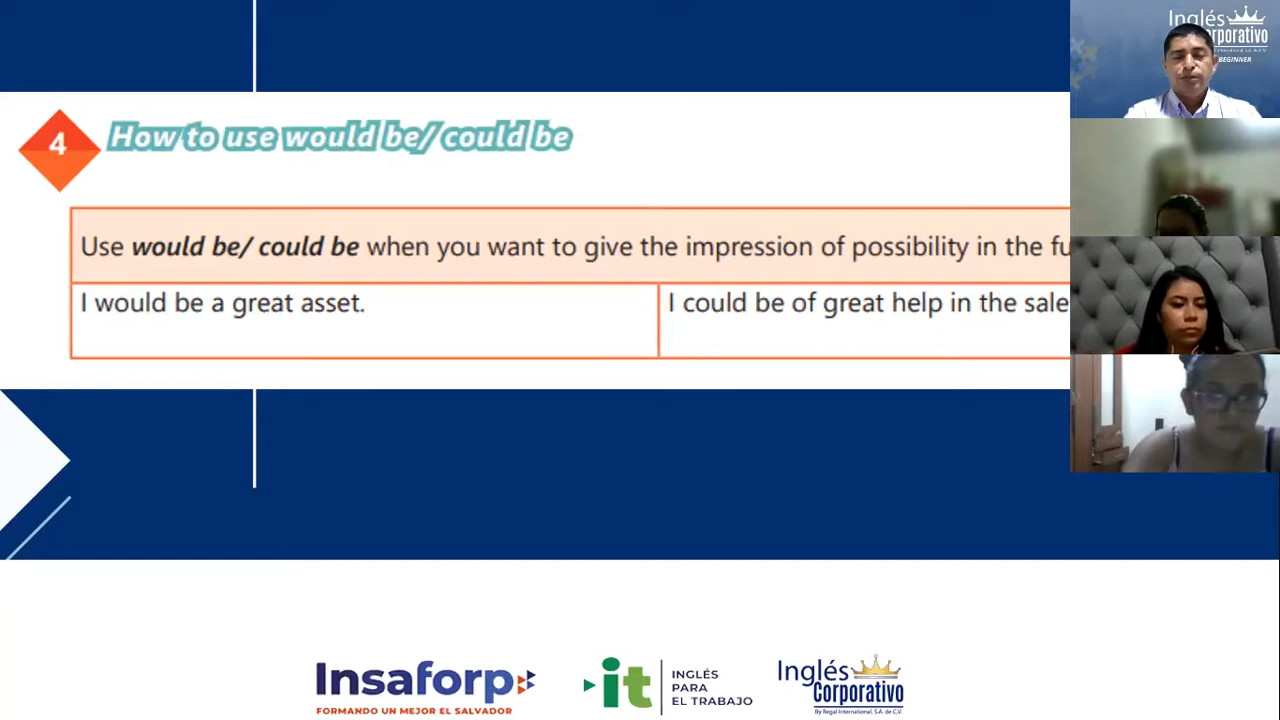 4
How to use would be/ could be
Use would be/ could be when you want to give the impression of possibility in the fu
I would be a great asset.
I could be of great help in the sale
Inglés
rporativo
BEGINNER
Insaforp
FORMANDO UN MEJOR EL SALVADOR
it
INGLÉS
PARA
EL TRABAJO
Inglés
Corporativo
By Regal International, S.A. de C.V.